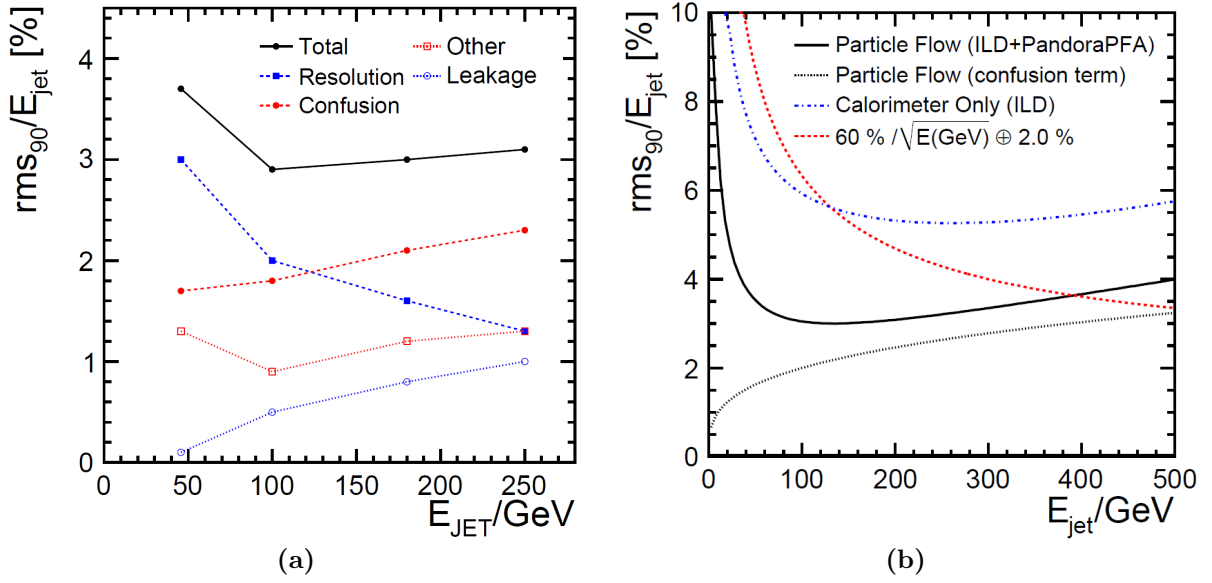 rms90/Ejet [%]
4
3
2
1
0
Total
Resolution
Confusion
Other
Leakage
0 50 100 150 200 250
EJET/GeV
(a)
rms90/Ejet [%]
10
8
6
4
2
0
Particle Flow (ILD+PandoraPFA)
Particle Flow (confusion term)
Calorimeter Only (ILD)
60 % /√E(GeV) ⊕ 2.0 %
0 100 200 300 400 500
Ejet/GeV
(b)